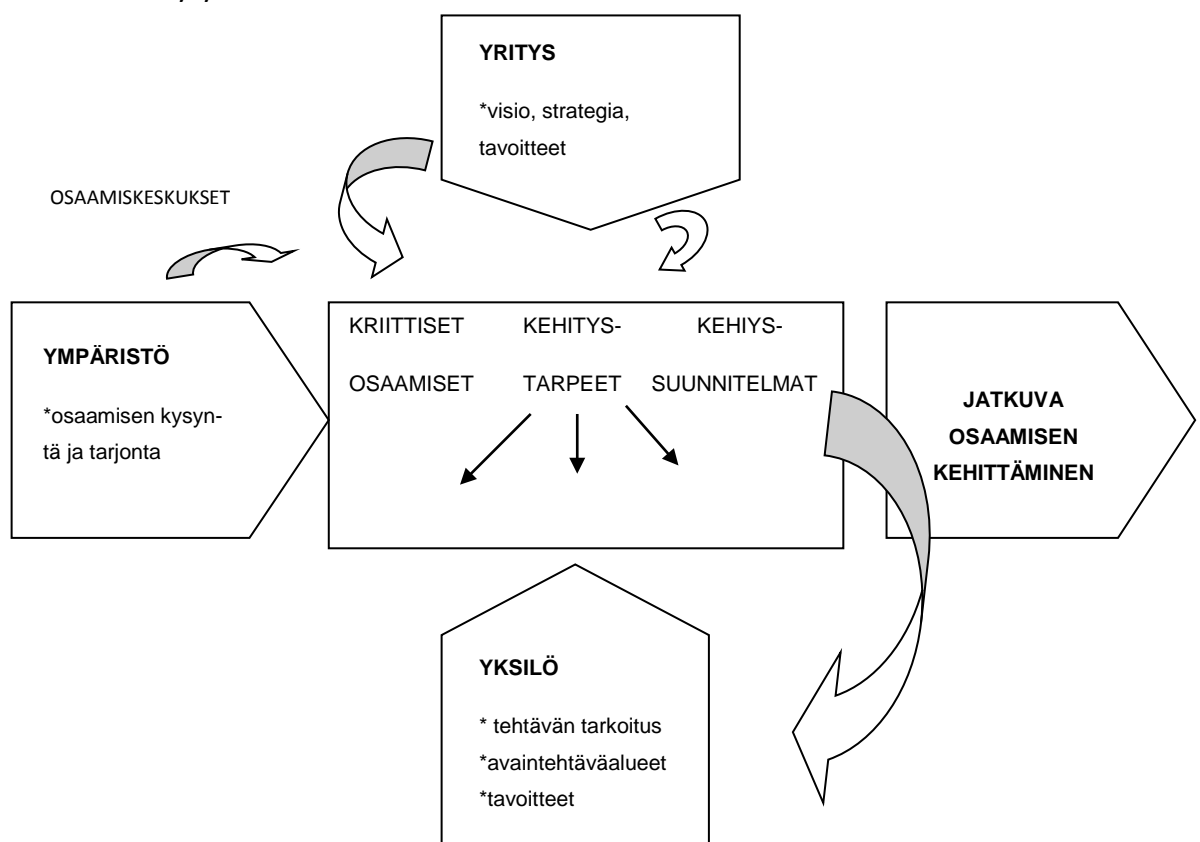 YRITYS
*visio, strategia,
tavoitteet
OSAAMISKESKUKSET
YMPÄRISTÖ
*osaamisen kysyn-
tä ja tarjonta
KRIITTISET KEHITYS- KEHIYS-
OSAAMISET TARPEET SUUNNITELMAT
JATKUVA
OSAAMISEN
KEHITTÄMINEN
YKSILÖ
* tehtävän tarkoitus
*avaintehtäväalueet
*tavoitteet